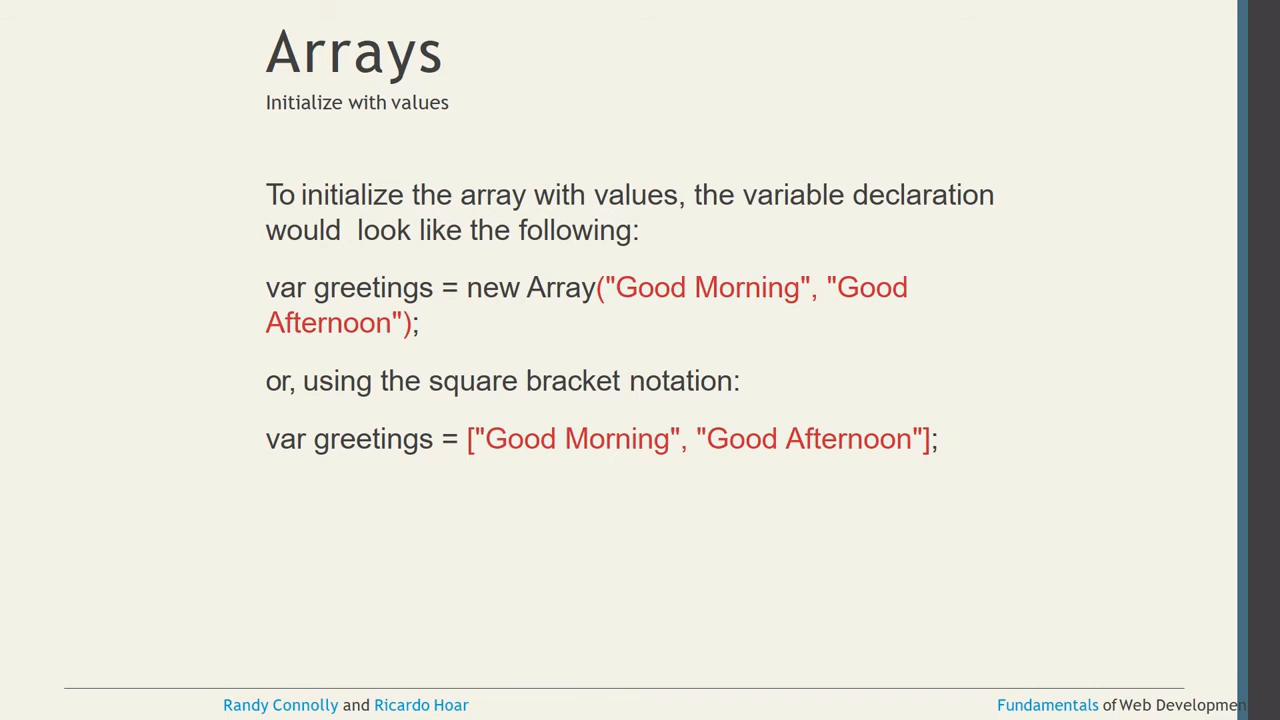 Arrays
Initialize with values
To initialize the array with values, the variable declaration
would look like the following:
var greetings = new Array("Good Morning", "Good
Afternoon");
or, using the square bracket notation:
var greetings = ["Good Morning", "Good Afternoon"];
Randy Connolly and Ricardo Hoar
Fundamentals of Web Developmen